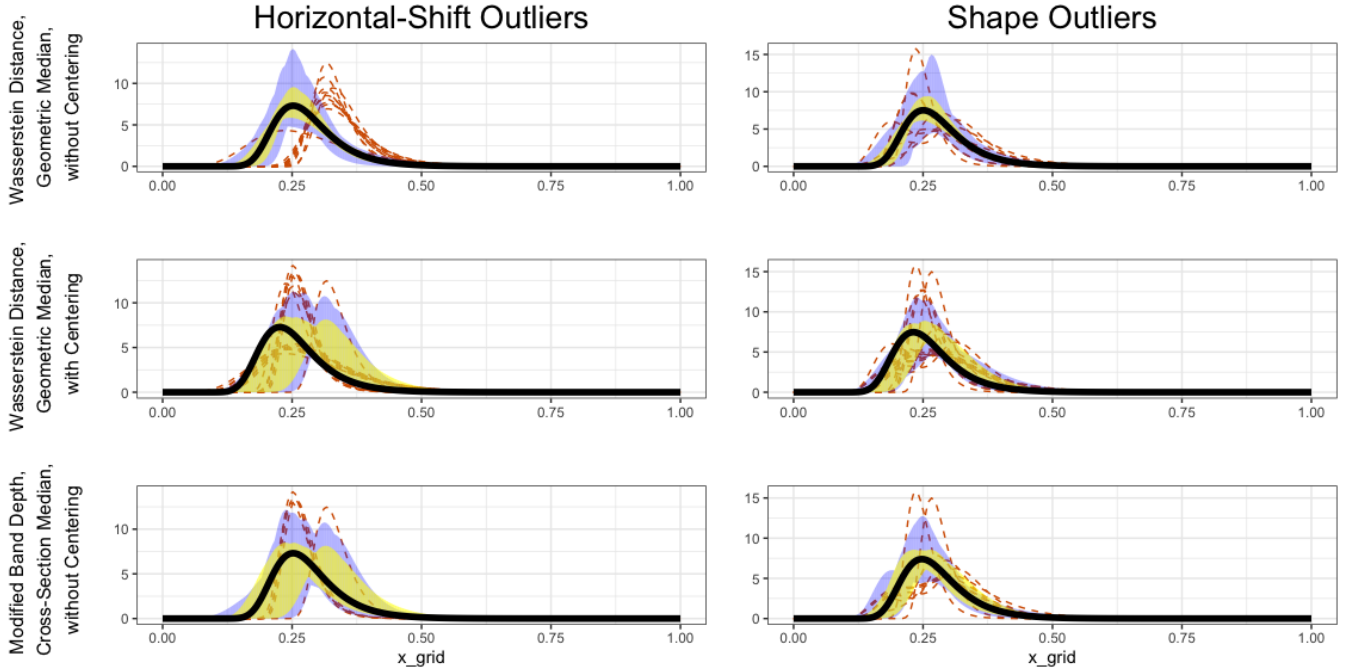 Horizontal-Shift Outliers
Shape Outliers
Wasserstein Distance,
Geometric Median,
without Centering
10
5
0
0.00 0.25 0.50 0.75 1.00
15
10
5
0
0.00 0.25 0.50 0.75 1.00
Wasserstein Distance,
Geometric Median,
with Centering
10
5
0
0.00 0.25 0.50 0.75 1.00
15
10
5
0
0.00 0.25 0.50 0.75 1.00
Modified Band Depth,
Cross-Section Median,
without Centering
10
5
0
0.00 0.25 0.50 0.75 1.00
x_grid
15
10
5
0
0.00 0.25 0.50 0.75 1.00
x_grid